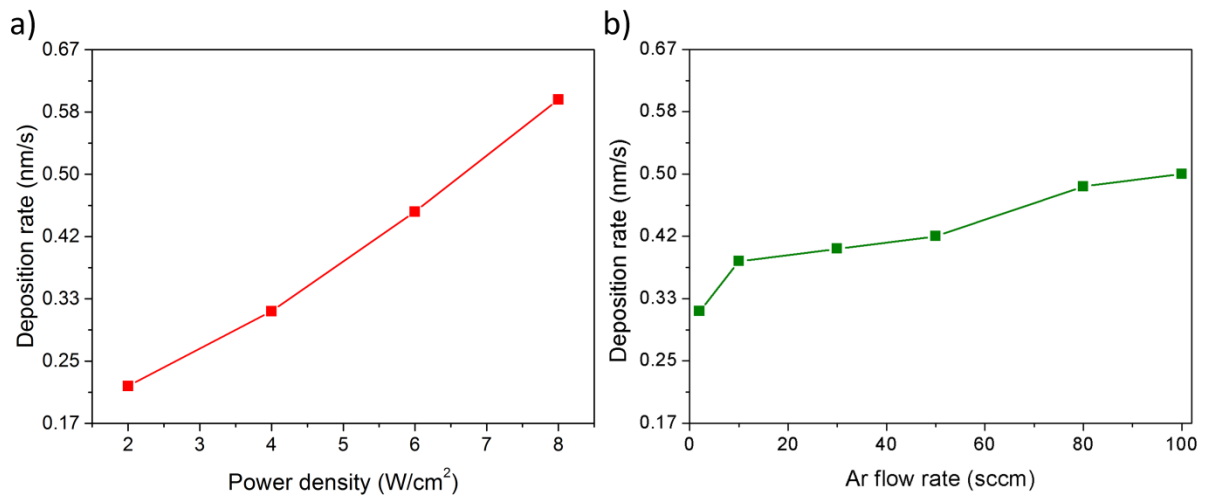 a)
0.67
0.58
0.50
0.42
0.33
0.25
0.17
Deposition rate (nm/s)
2 3 4 5 6 7 8
Power density (W/cm²)
b)
0.67
0.58
0.50
0.42
0.33
0.25
0.17
Deposition rate (nm/s)
0 20 40 60 80 100
Ar flow rate (sccm)